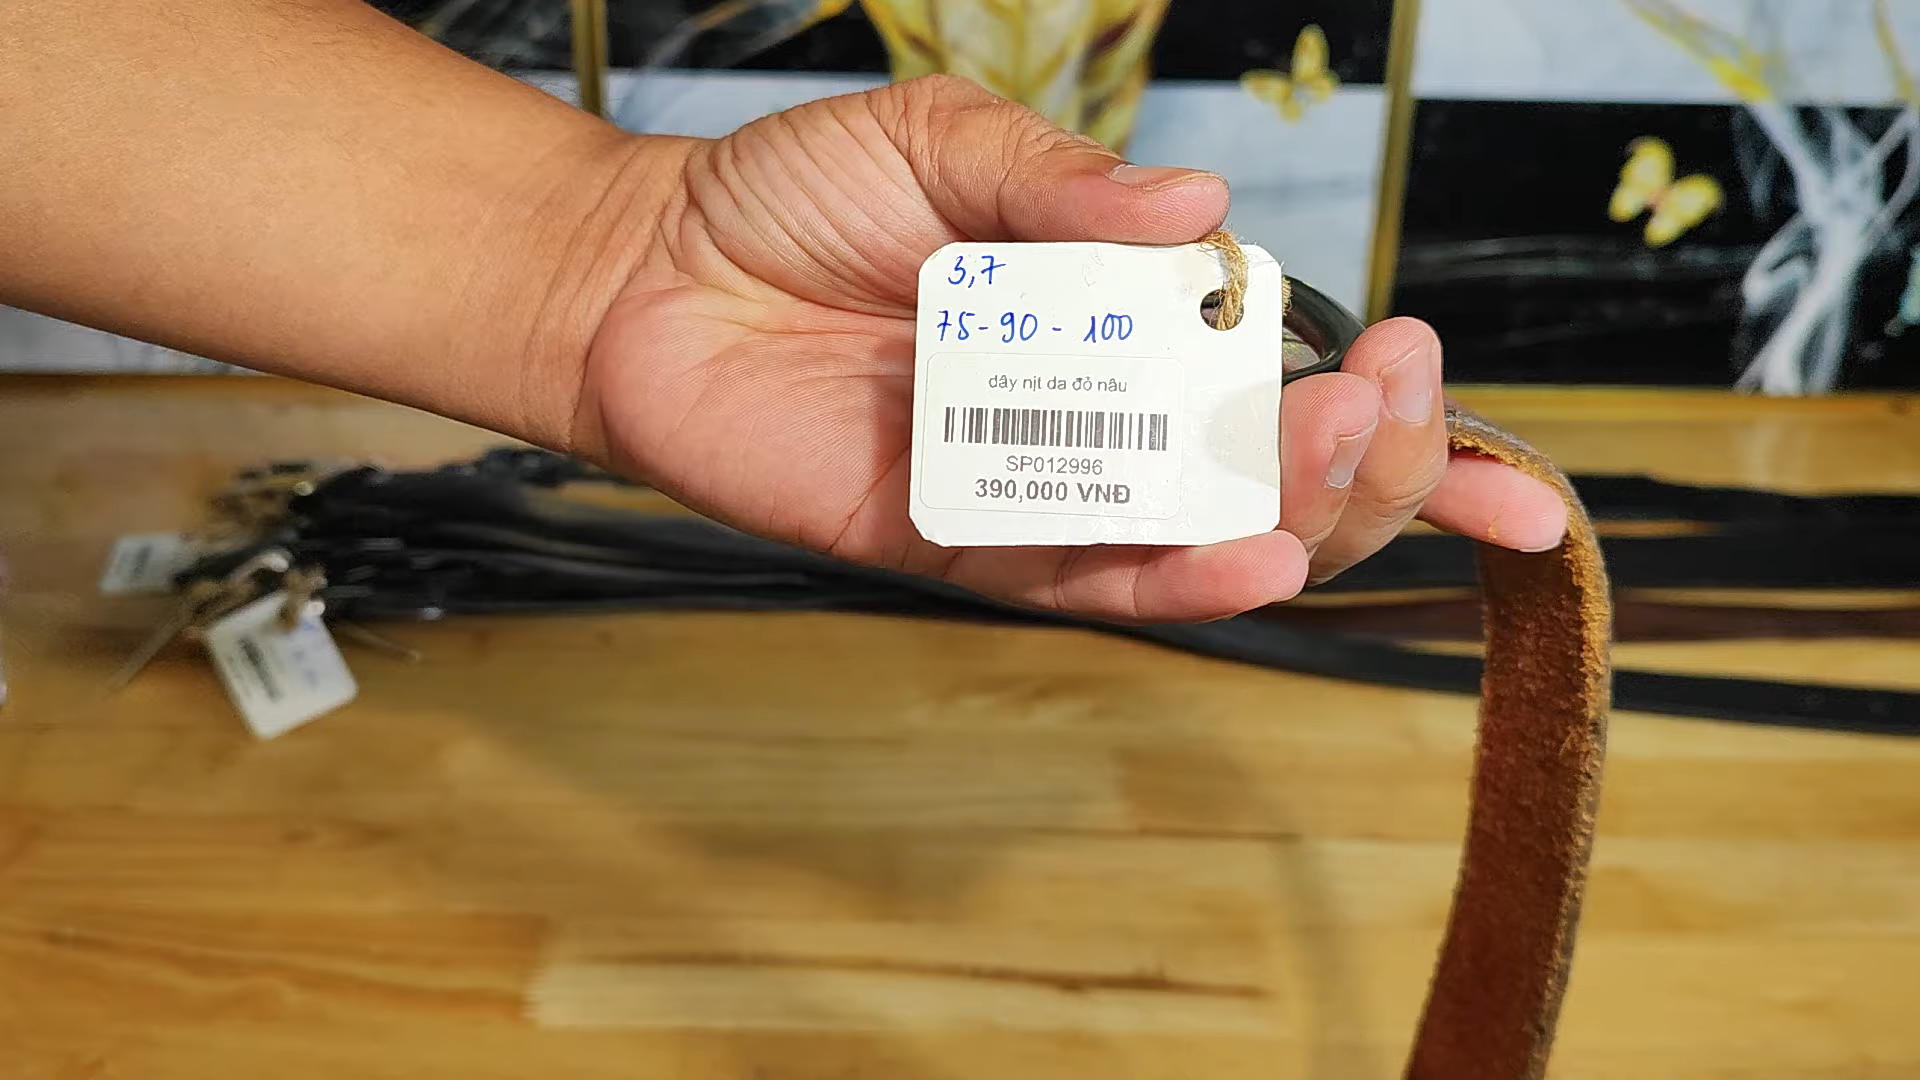 3,7
75-90-100
dây nịt da đỏ nâu
SP012996
390,000 VNĐ